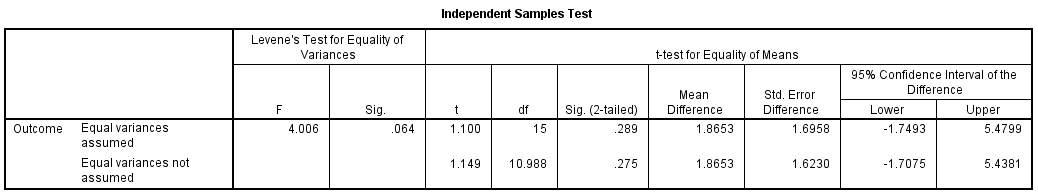 Independent Samples Test
Levene's Test for Equality of
Variances
t-test for Equality of Means
95% Confidence Interval of the
Difference
F Sig. t df Sig. (2-tailed) Mean
Difference Std. Error
Difference Lower Upper
Outcome Equal variances
assumed 4.006 .064 1.100 15 .289 1.8653 1.6958 -1.7493 5.4799
Equal variances not
assumed 1.149 10.988 .275 1.8653 1.6230 -1.7075 5.4381